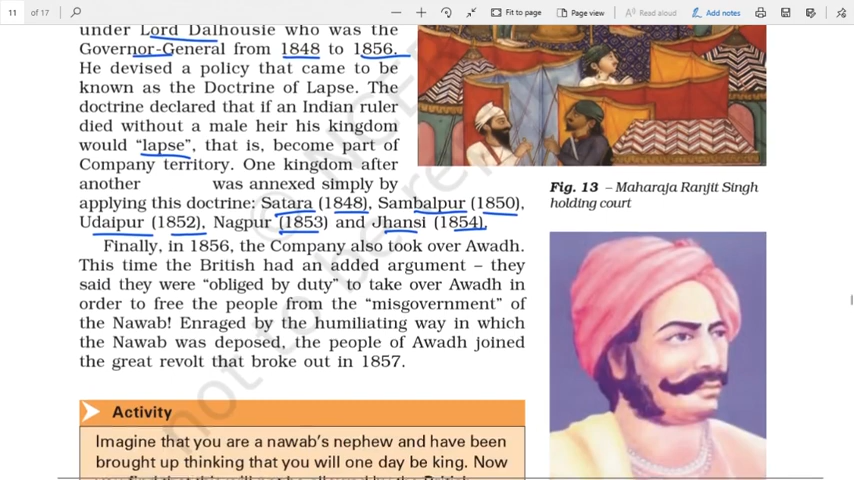 11 of 17
Fit to page
Page view
Read aloud
Add notes
under Lord Dalhousie who was the
Governor-General from 1848 to 1856.
He devised a policy that came to be
known as the Doctrine of Lapse. The
doctrine declared that if an Indian ruler
died without a male heir his kingdom
would “lapse”, that is, become part of
Company territory. One kingdom after
another was annexed simply by
applying this doctrine: Satara (1848), Sambalpur (1850),
Udaipur (1852), Nagpur (1853) and Jhansi (1854).
Finally, in 1856, the Company also took over Awadh.
This time the British had an added argument – they
said they were “obliged by duty” to take over Awadh in
order to free the people from the “misgovernment” of
the Nawab! Enraged by the humiliating way in which
the Nawab was deposed, the people of Awadh joined
the great revolt that broke out in 1857.
Activity
Imagine that you are a nawab’s nephew and have been
brought up thinking that you will one day be king. Now
Fig. 13 – Maharaja Ranjit Singh
holding court
© NCE
not to be re